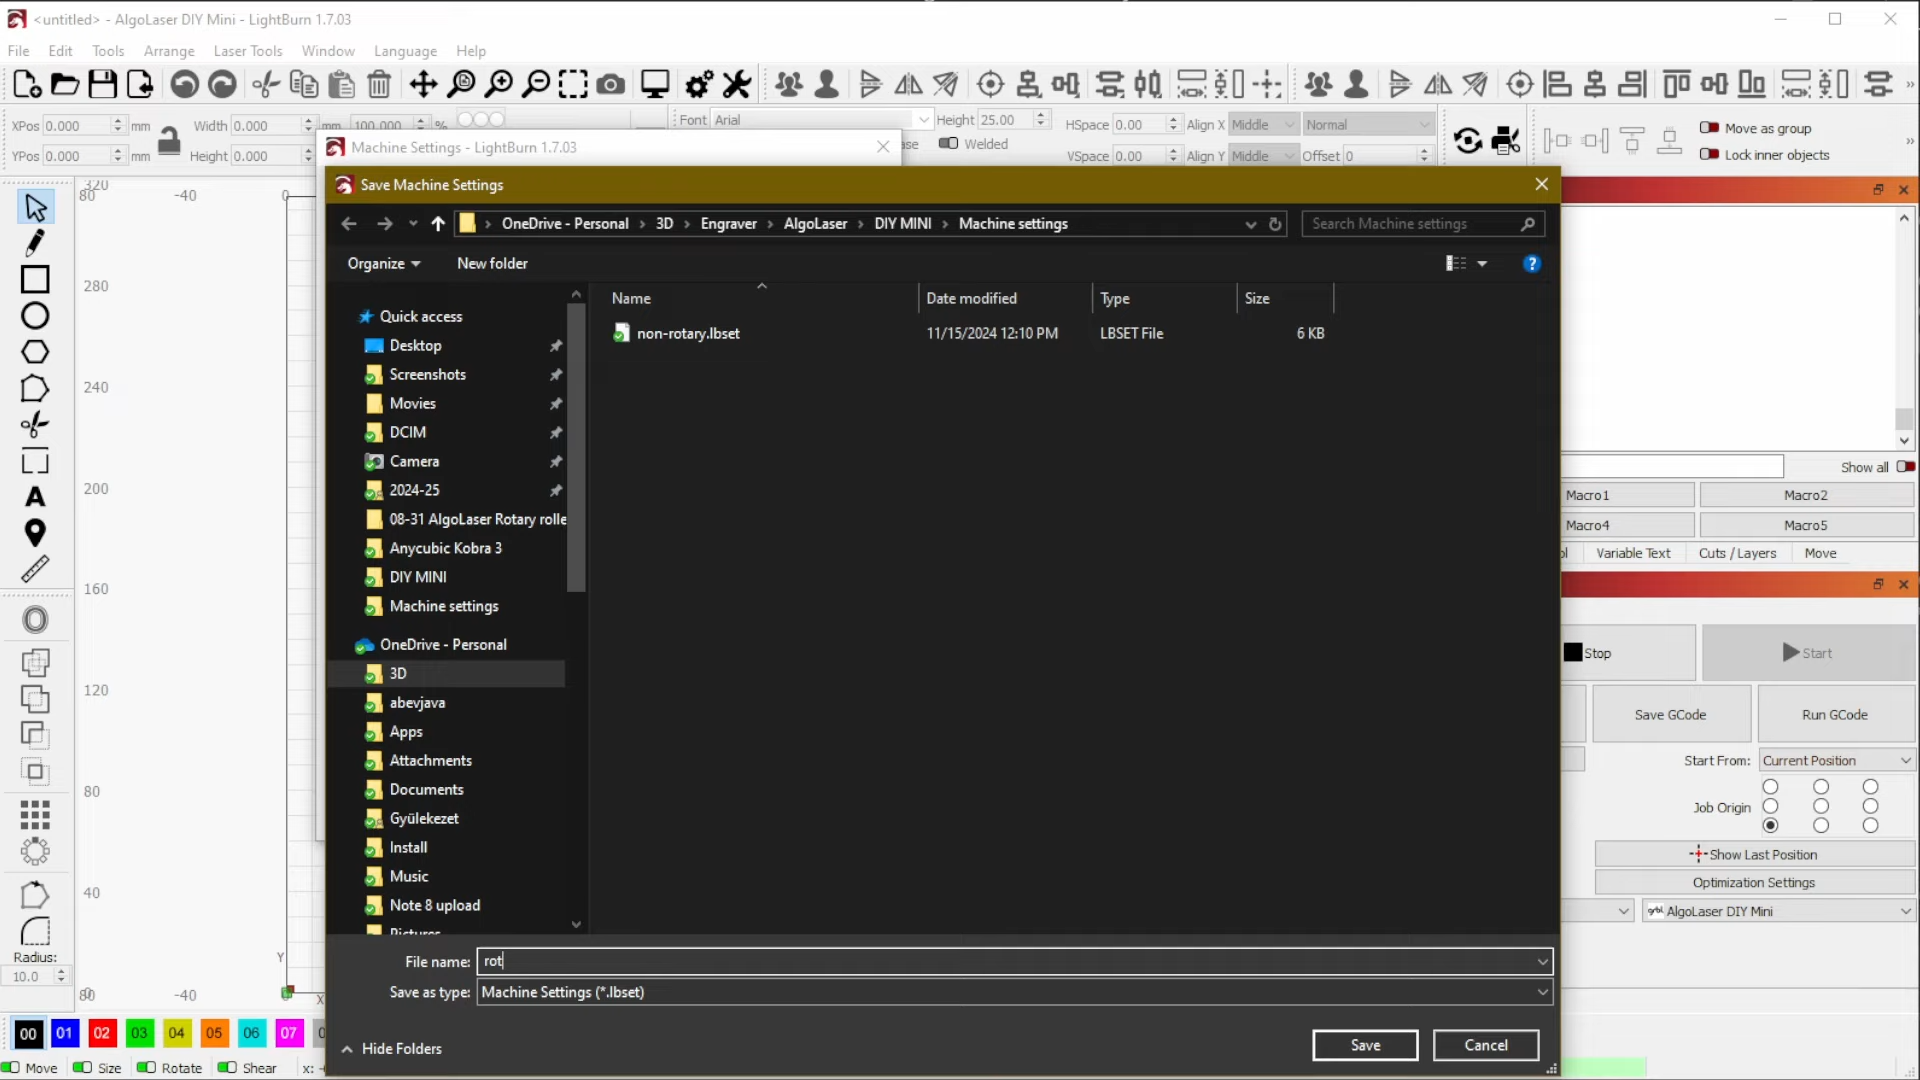 <untitled> - AlgoLaser DIY Mini - LightBurn 1.7.03
File Edit Tools Arrange Laser Tools Window Language Help
XPos 0.000 mm Width 0.000 mm 100.000 % Font Arial Height 25.00 HSpace 0.00 Align X Middle Normal Move as group
YPos 0.000 mm Height 0.000 Welded VSpace 0.00 Align Y Middle Offset 0 Lock inner objects
Machine Settings - LightBurn 1.7.03
Save Machine Settings
OneDrive - Personal › 3D › Engraver › AlgoLaser › DIY MINI › Machine settings
Search Machine settings
Organize New folder
Name Date modified Type Size
non-rotary.lbset 11/15/2024 12:10 PM LBSET File 6 KB
Quick access
Desktop
Screenshots
Movies
DCIM
Camera
2024-25
08-31 AlgoLaser Rotary rolle
Anycubic Kobra 3
DIY MINI
Machine settings
OneDrive - Personal
3D
abevjava
Apps
Attachments
Documents
Gyülekezet
Install
Music
Note 8 upload
Pictures
File name: rot
Save as type: Machine Settings (*.lbset)
Hide Folders
Save Cancel
320
80 -40 0
280
240
200
160
120
80
40
Y
80 -40 X
Radius:
10.0
00 01 02 03 04 05 06 07
Move Size Rotate Shear x:
Show all
Macro1 Macro2
Macro4 Macro5
Variable Text Cuts / Layers Move
Stop Start
Save GCode Run GCode
Start From: Current Position
Job Origin
Show Last Position
Optimization Settings
grbl AlgoLaser DIY Mini